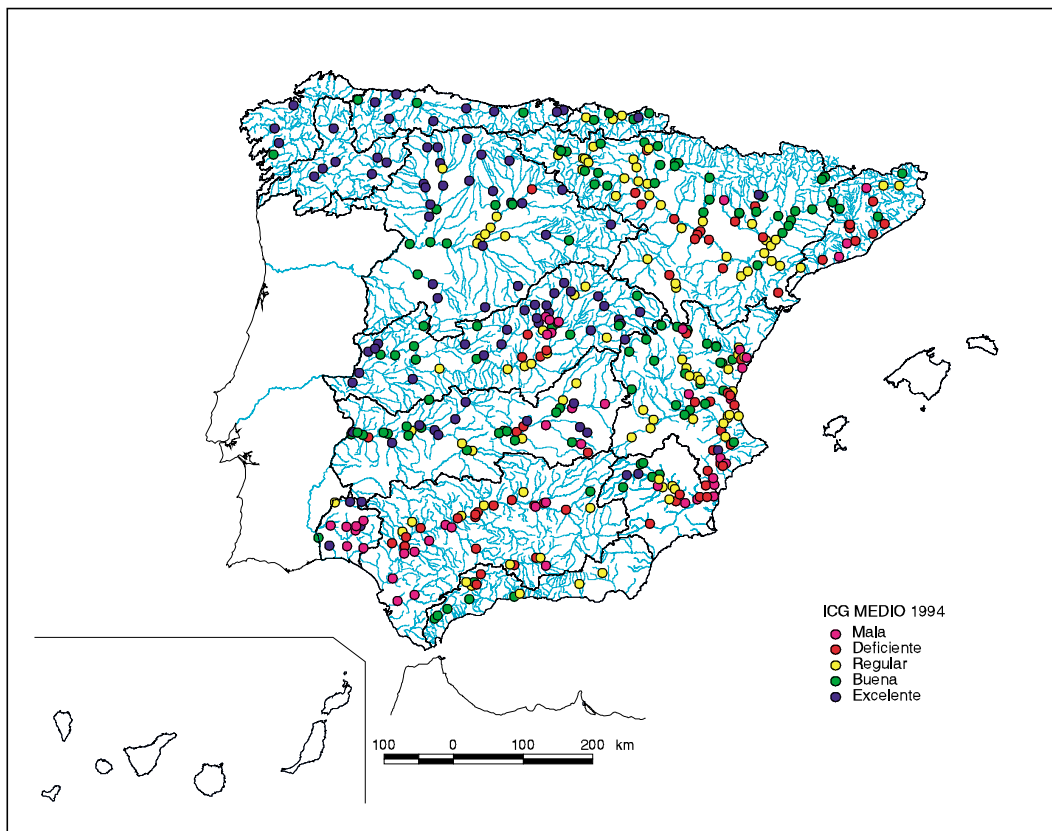 ICG MEDIO 1994
Mala
Deficiente
Regular
Buena
Excelente
100 0 100 200 km